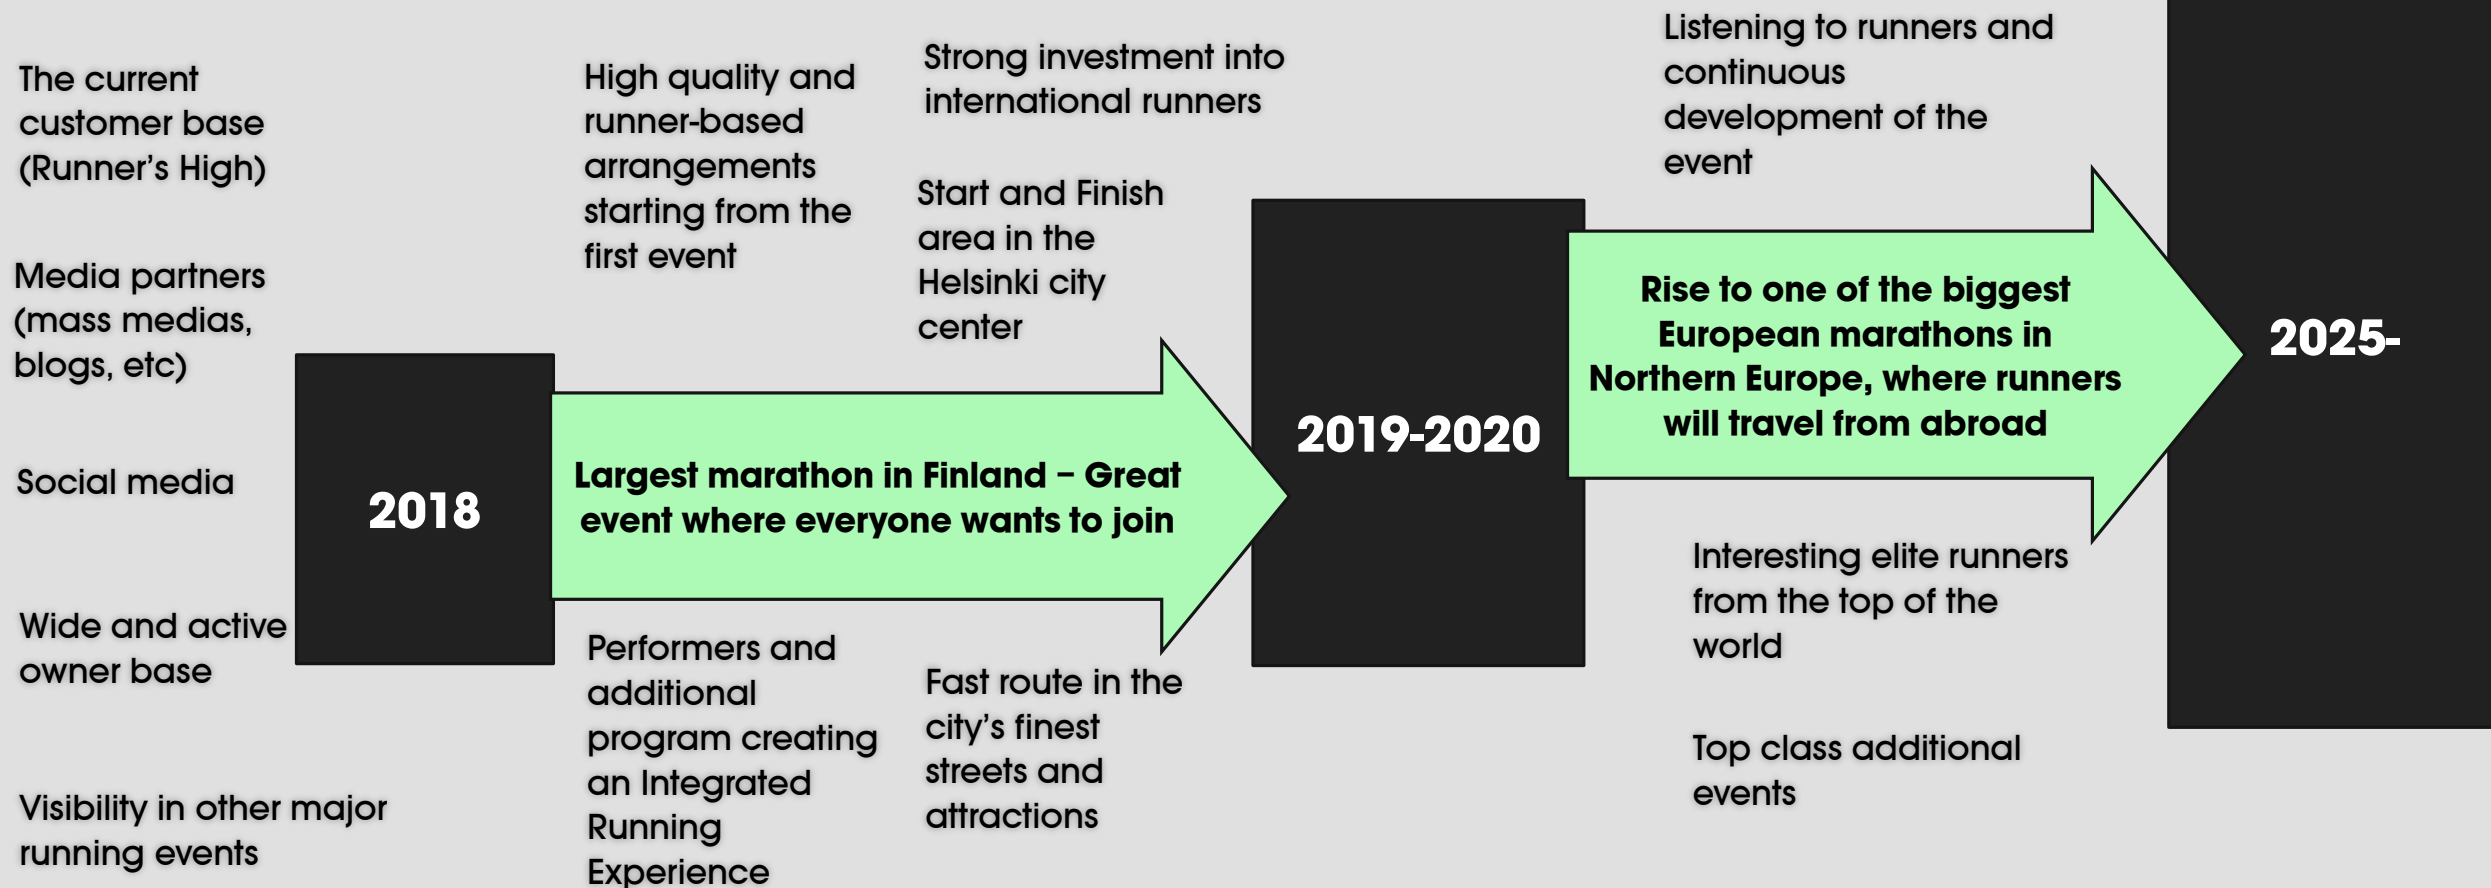 The current
customer base
(Runner’s High)
Media partners
(mass medias,
blogs, etc)
Social media
Wide and active
owner base
Visibility in other major
running events
2018
High quality and
runner-based
arrangements
starting from the
first event
Strong investment into
international runners
Start and Finish
area in the
Helsinki city
center
Largest marathon in Finland – Great
event where everyone wants to join
Performers and
additional
program creating
an Integrated
Running
Experience
Fast route in the
city’s finest
streets and
attractions
2019-2020
Listening to runners and
continuous
development of the
event
Rise to one of the biggest
European marathons in
Northern Europe, where runners
will travel from abroad
Interesting elite runners
from the top of the
world
Top class additional
events
2025-